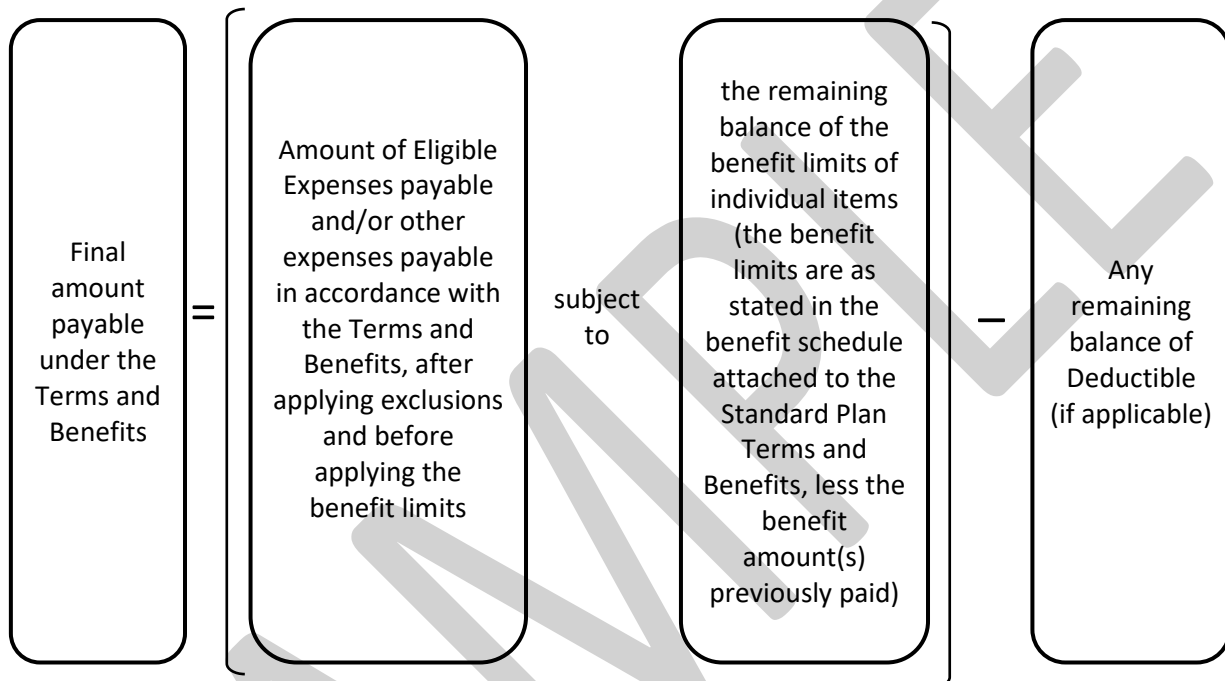 Final
amount
payable
under the
Terms and
Benefits
=
Amount of Eligible
Expenses payable
and/or other
expenses payable
in accordance with
the Terms and
Benefits, after
applying exclusions
and before
applying the
benefit limits
subject
to
the remaining
balance of the
benefit limits of
individual items
(the benefit
limits are as
stated in the
benefit schedule
attached to the
Standard Plan
Terms and
Benefits, less the
benefit
amount(s)
previously paid)
–
Any
remaining
balance of
Deductible
(if applicable)
MPLE